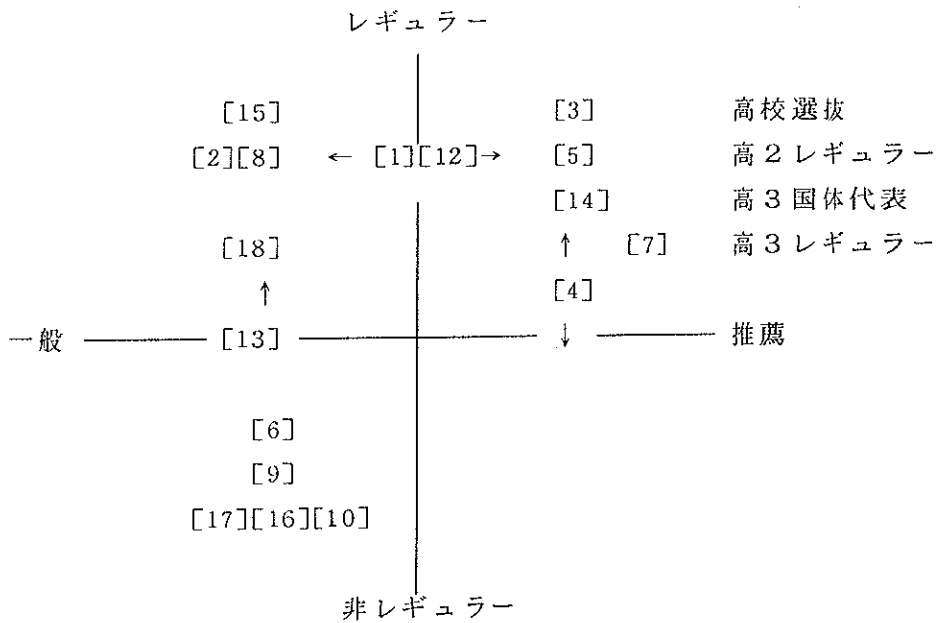 レギュラー
[15] [3] 高校選抜
[2][8] ← [1][12]→ [5] 高2レギュラー
[14] 高3国体代表
[18] ↑ [7] 高3レギュラー
↑ [4]
一般 [13] ↓ 推薦
[6]
[9]
[17][16][10]
非レギュラー